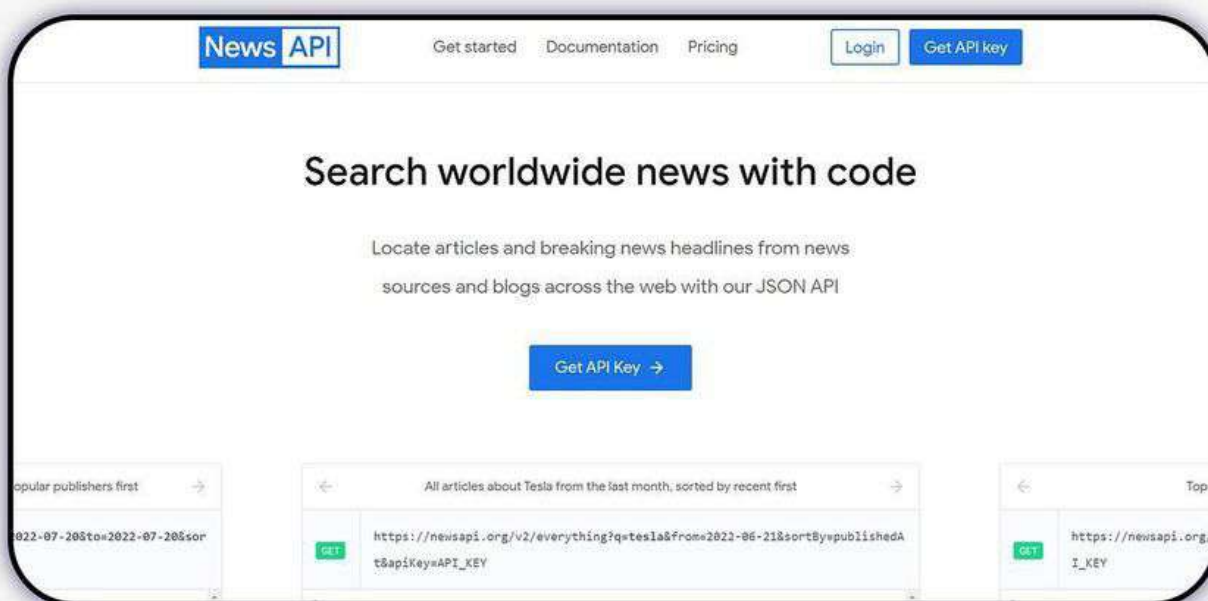 News API Get started Documentation Pricing Login Get API key
Search worldwide news with code
Locate articles and breaking news headlines from news
sources and blogs across the web with our JSON API
Get API Key →
opular publishers first →
2022-07-20&to=2022-07-20&sor
← All articles about Tesla from the last month, sorted by recent first →
GET https://newsapi.org/v2/everything?q=tesla&from=2022-06-21&sortBy=publishedA
t&apiKey=API_KEY
← Top
GET https://newsapi.org/
I_KEY